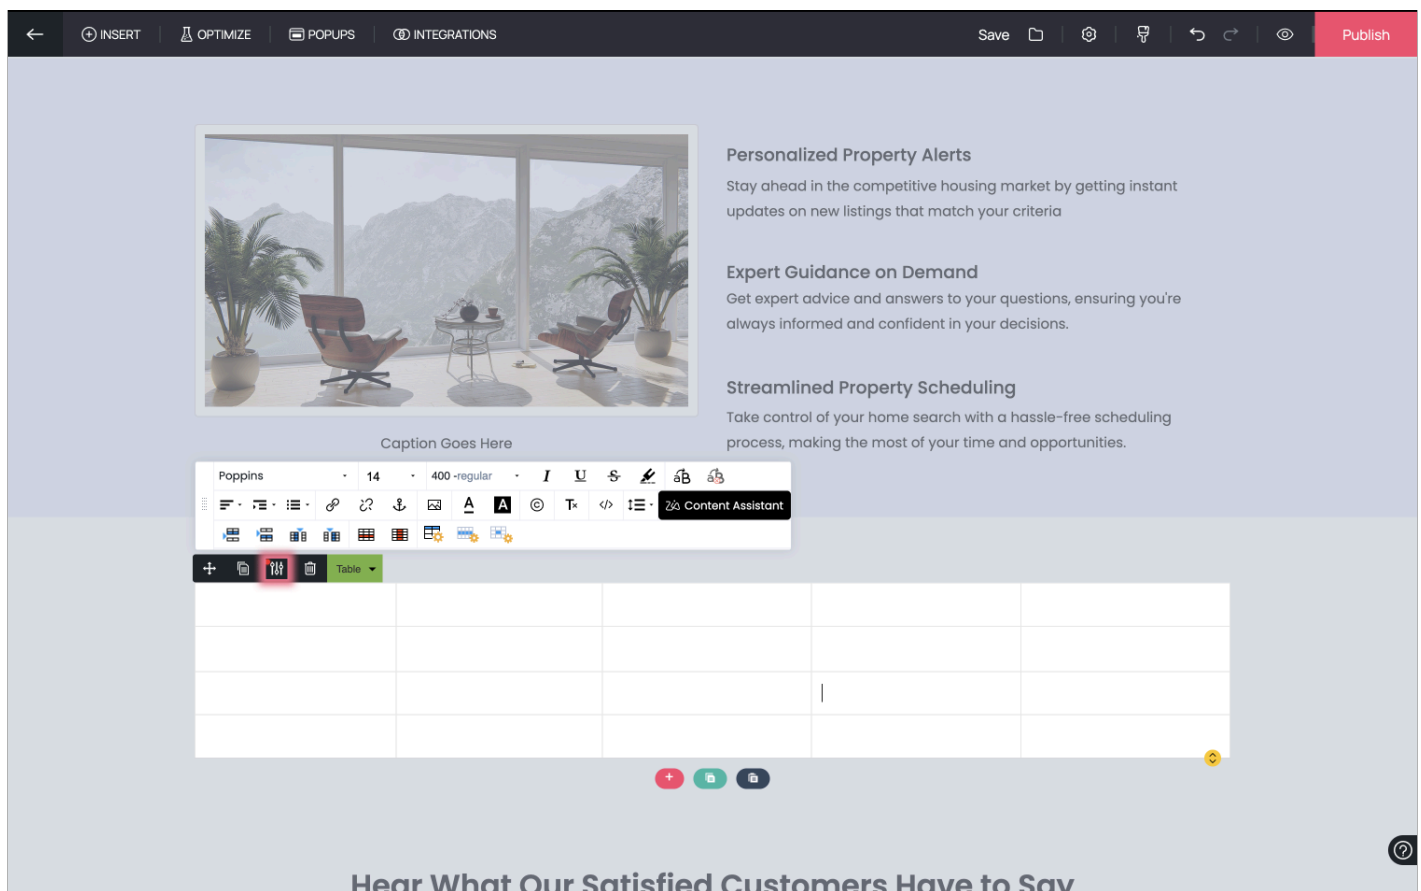 INSERT OPTIMIZE POPUPS INTEGRATIONS Save Publish
Personalized Property Alerts
Stay ahead in the competitive housing market by getting instant
updates on new listings that match your criteria
Expert Guidance on Demand
Get expert advice and answers to your questions, ensuring you're
always informed and confident in your decisions.
Streamlined Property Scheduling
Take control of your home search with a hassle-free scheduling
process, making the most of your time and opportunities.
Caption Goes Here
Poppins 14 400 -regular
Content Assistant
Table
Hear What Our Satisfied Customers Have to Say